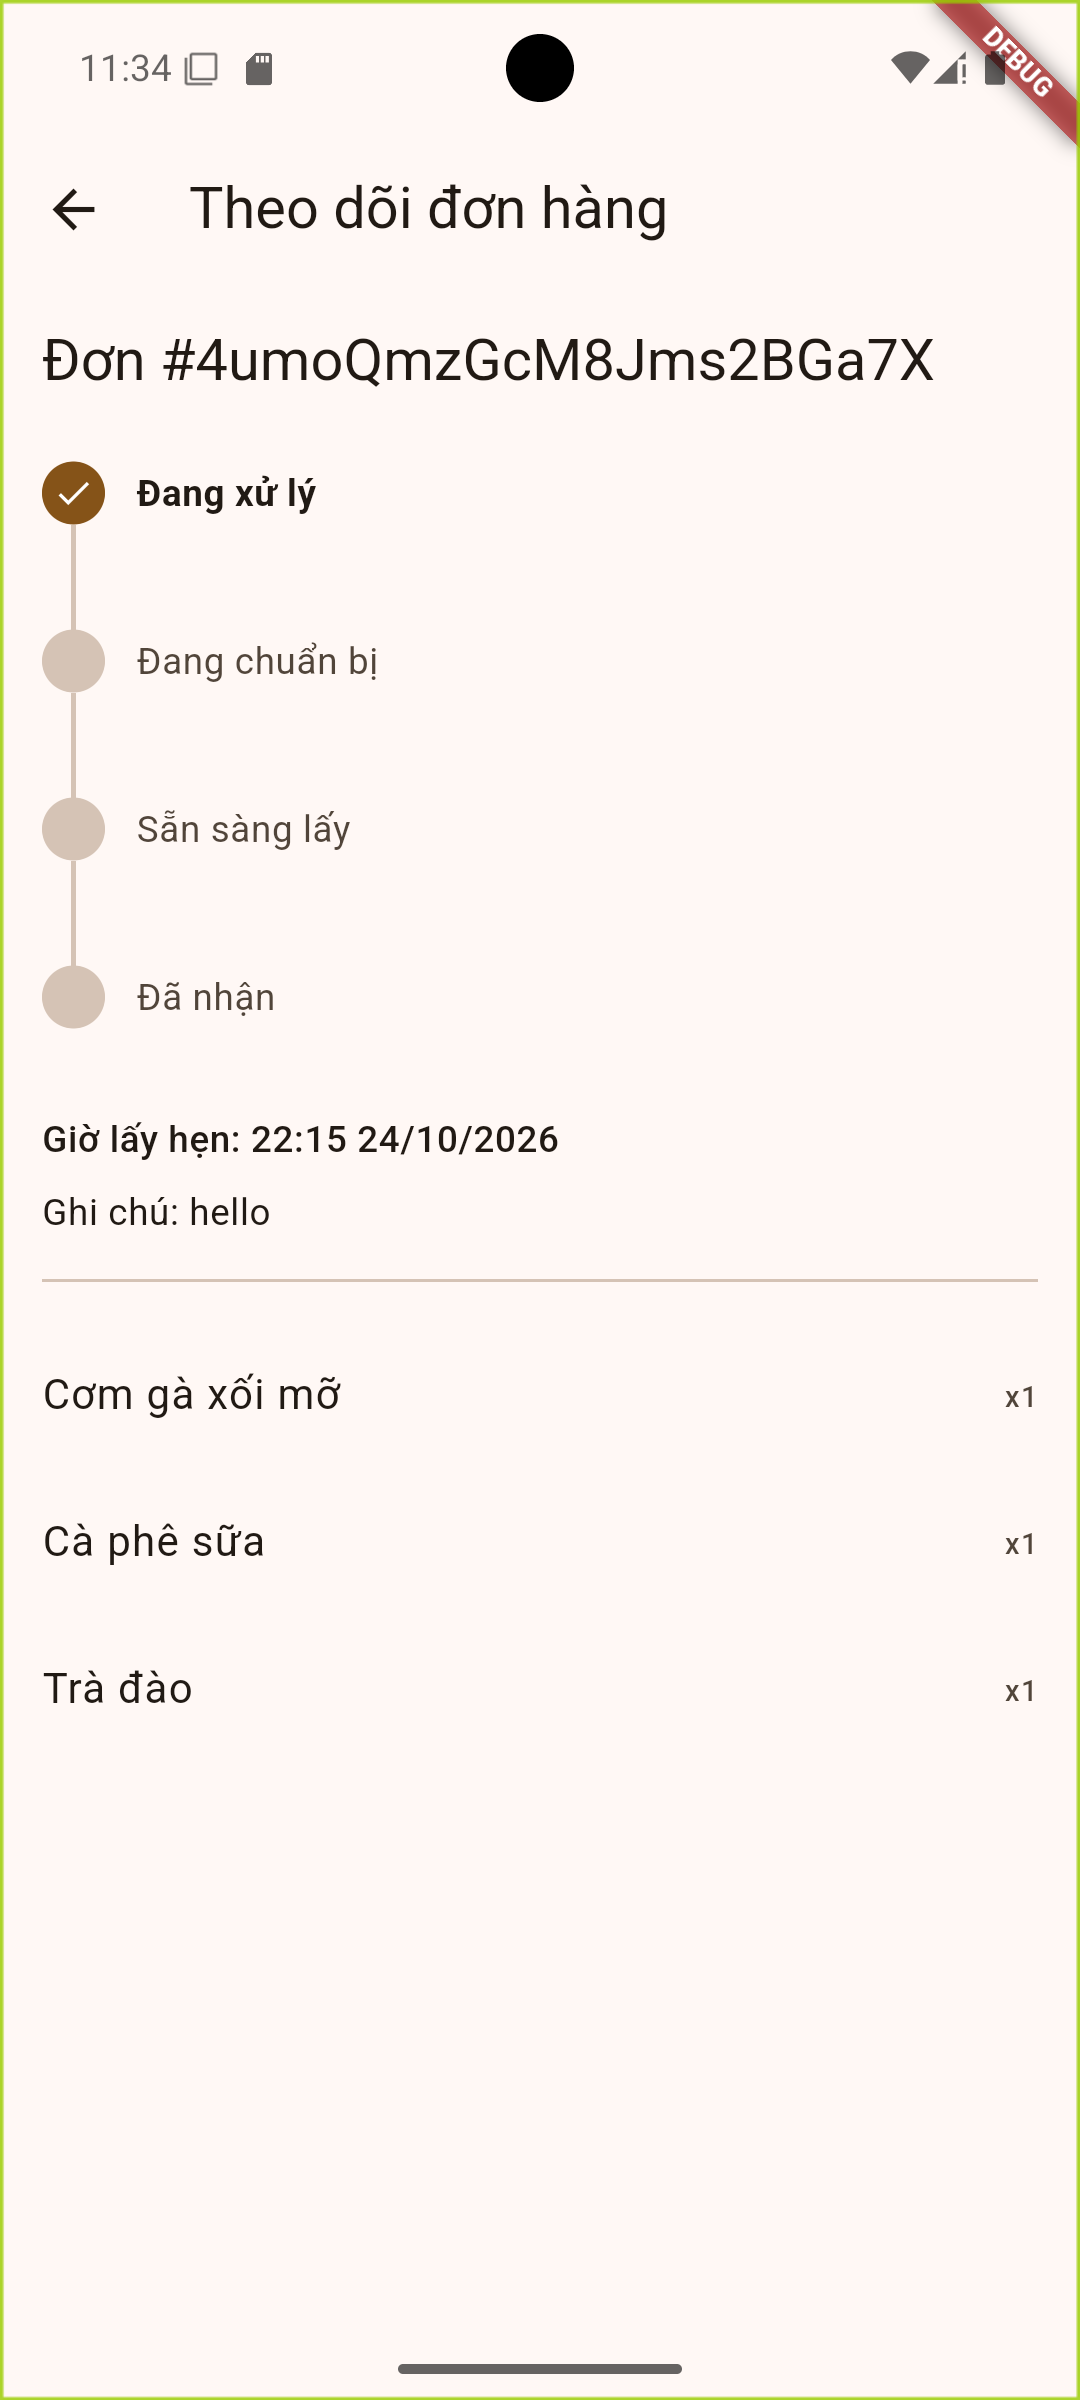 11:34
DEBUG
Theo dõi đơn hàng
Đơn #4umoQmzGcM8Jms2BGa7X
Đang xử lý
Đang chuẩn bị
Sẵn sàng lấy
Đã nhận
Giờ lấy hẹn: 22:15 24/10/2026
Ghi chú: hello
Cơm gà xối mỡ x1
Cà phê sữa x1
Trà đào x1